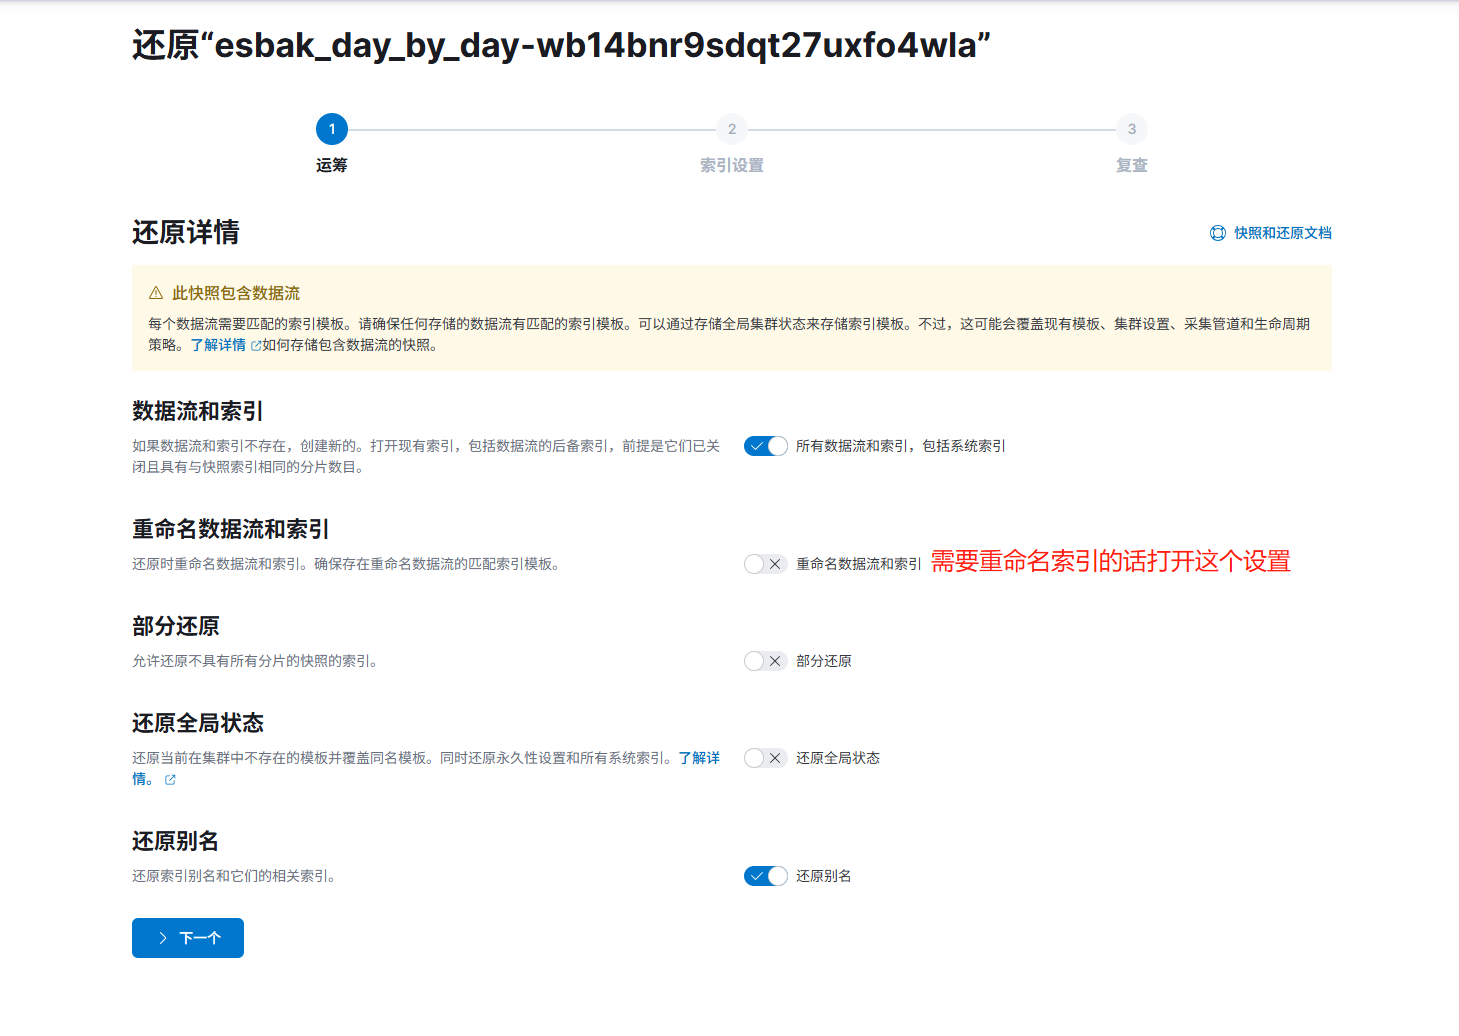 还原“esbak_day_by_day-wb14bnr9sdqt27uxfo4wla”
1
2
3
运筹
索引设置
复查
还原详情
快照和还原文档
此快照包含数据流
每个数据流需要匹配的索引模板。请确保任何存储的数据流有匹配的索引模板。可以通过存储全局集群状态来存储索引模板。不过，这可能会覆盖现有模板、集群设置、采集管道和生命周期
策略。了解详情 如何存储包含数据流的快照。
数据流和索引
如果数据流和索引不存在，创建新的。打开现有索引，包括数据流的后备索引，前提是它们已关
闭且具有与快照索引相同的分片数目。
所有数据流和索引，包括系统索引
重命名数据流和索引
还原时重命名数据流和索引。确保存在重命名数据流的匹配索引模板。
重命名数据流和索引
需要重命名索引的话打开这个设置
部分还原
允许还原不具有所有分片的快照的索引。
部分还原
还原全局状态
还原当前在集群中不存在的模板并覆盖同名模板。同时还原永久性设置和所有系统索引。了解详
情。
还原全局状态
还原别名
还原索引别名和它们的相关索引。
还原别名
下一个